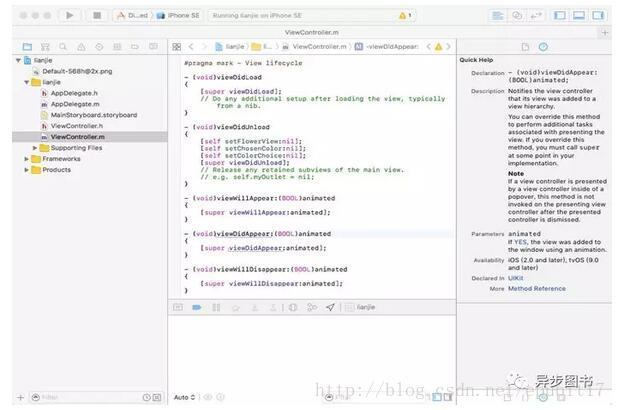 Di...ed
iPhone SE
Running lianjie on iPhone SE
1
ViewController.m
lianjie
ViewController.m
-viewDidAppear:
lianjie
Default-568h@2x.png
lianjie
AppDelegate.h
AppDelegate.m
MainStoryboard.storyboard
ViewController.h
ViewController.m
Supporting Files
Frameworks
Products
#pragma mark - View lifecycle
- (void)viewDidLoad
{
[super viewDidLoad];
// Do any additional setup after loading the view, typically
from a nib.
}
- (void)viewDidUnload
{
[self setFlowerView:nil];
[self setChosenColor:nil];
[self setColorChoice:nil];
[super viewDidUnload];
// Release any retained subviews of the main view.
// e.g. self.myOutlet = nil;
}
- (void)viewWillAppear:(BOOL)animated
{
[super viewWillAppear:animated];
}
- (void)viewDidAppear:(BOOL)animated
{
[super viewDidAppear:animated];
}
- (void)viewWillDisappear:(BOOL)animated
{
[super viewWillDisappear:animated];
}
lianjie
Quick Help
Declaration - (void)viewDidAppear:
(BOOL)animated;
Description Notifies the view controller
that its view was added to a
view hierarchy.
You can override this method
to perform additional tasks
associated with presenting the
view. If you override this
method, you must call super
at some point in your
implementation.
Note
If a view controller is
presented by a view
controller inside of a
popover, this method is
not invoked on the
presenting view
controller after the
presented controller
is dismissed.
Parameters animated
If YES, the view was added to
the window using an animation.
Availability iOS (2.0 and later), tvOS (9.0
and later)
Declared In UIKit
More Method Reference
Filter
Auto
Filter
异步图书